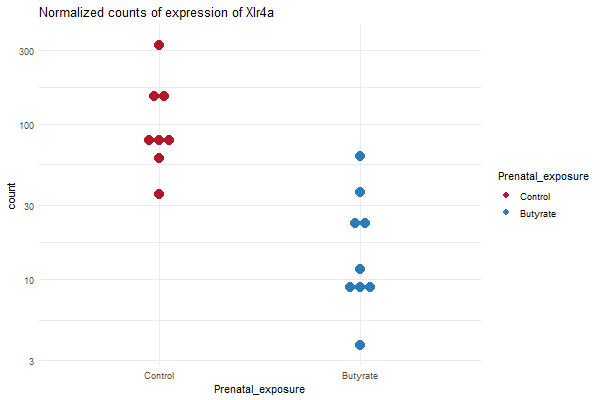 Normalized counts of expression of Xlr4a
300
100
30
10
3
count
Control
Butyrate
Prenatal_exposure
Prenatal_exposure
Control
Butyrate